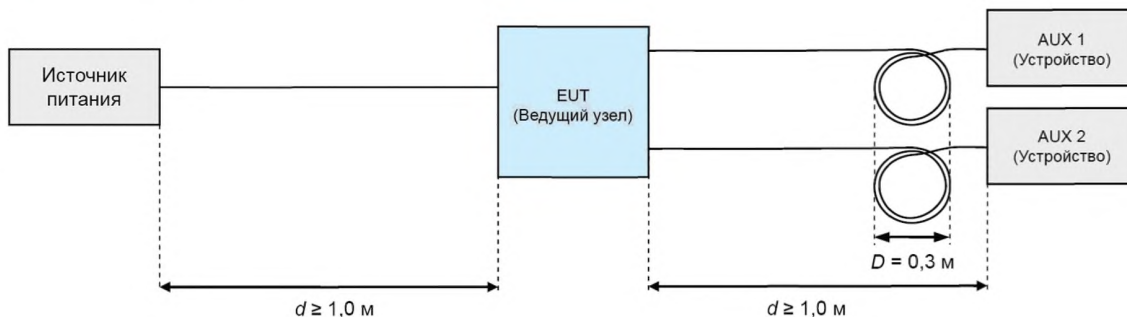 Источник
питания
EUT
(Ведущий узел)
AUX 1
(Устройство)
AUX 2
(Устройство)
D = 0,3 м
d ≥ 1,0 м
d ≥ 1,0 м